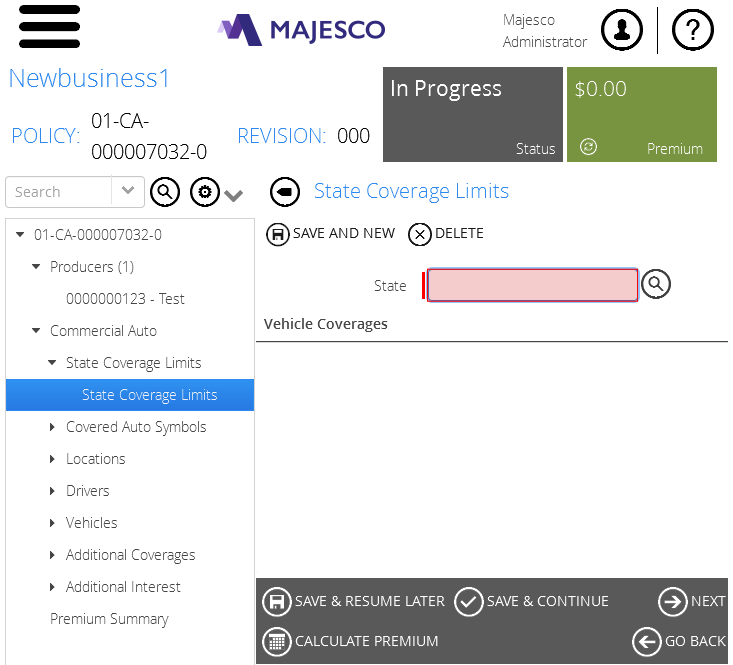 MAJESCO
Majesco
Administrator
Newbusiness1
POLICY: 01-CA-
000007032-0
REVISION: 000
In Progress
Status
$0.00
Premium
Search
State Coverage Limits
01-CA-000007032-0
Producers (1)
0000000123 - Test
Commercial Auto
State Coverage Limits
State Coverage Limits
Covered Auto Symbols
Locations
Drivers
Vehicles
Additional Coverages
Additional Interest
Premium Summary
SAVE AND NEW DELETE
State
Vehicle Coverages
SAVE & RESUME LATER SAVE & CONTINUE NEXT
CALCULATE PREMIUM GO BACK